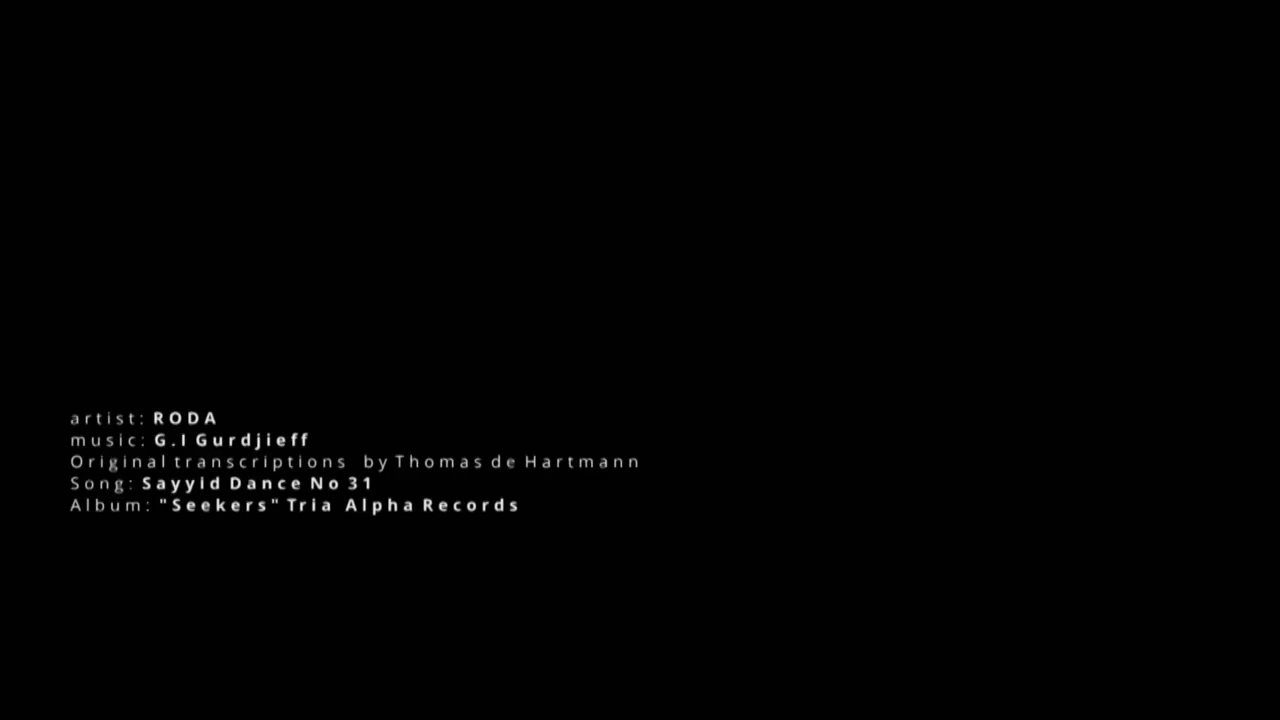 artist: RODA
music: G.I Gurdjieff
Original transcriptions by Thomas de Hartmann
Song: Sayyid Dance No 31
Album: "Seekers" Tria Alpha Records